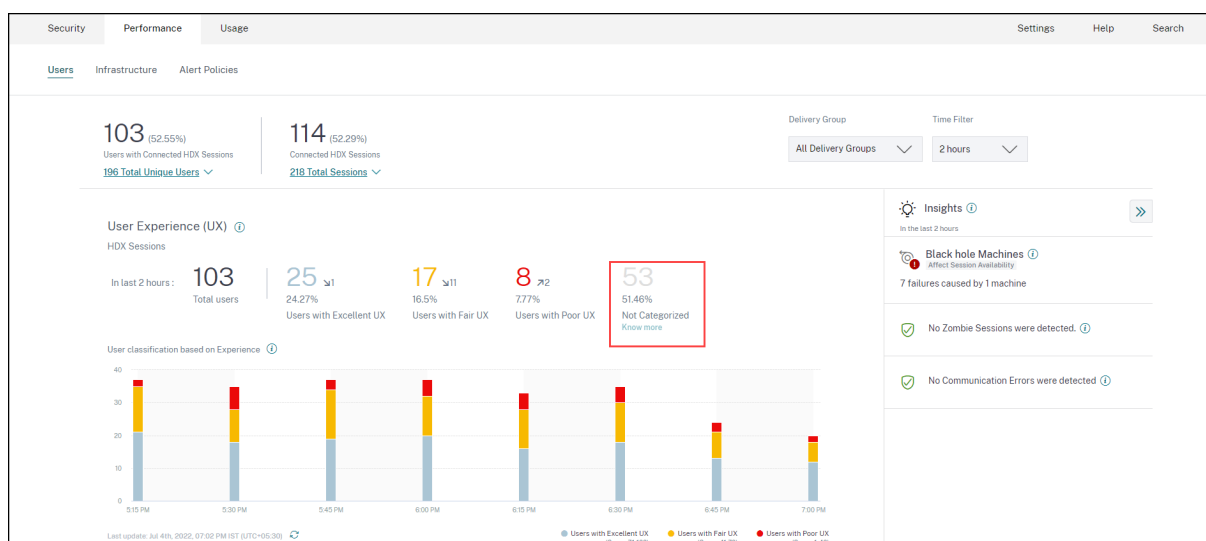 Security Performance Usage Settings Help Search
Users Infrastructure Alert Policies
103 (52.55%)
Users with Connected HDX Sessions
196 Total Unique Users
114 (52.29%)
Connected HDX Sessions
218 Total Sessions
Delivery Group
All Delivery Groups
Time Filter
2 hours
User Experience (UX)
HDX Sessions
In last 2 hours :
103
Total users
25 1
24.27%
Users with Excellent UX
17 11
16.5%
Users with Fair UX
8 2
7.77%
Users with Poor UX
53
51.46%
Not Categorized
Know more
User classification based on Experience
40
30
20
10
0
5:15 PM 5:30 PM 5:45 PM 6:00 PM 6:15 PM 6:30 PM 6:45 PM 7:00 PM
Last update: Jul 4th, 2022, 07:02 PM IST (UTC+05:30)
Users with Excellent UX Users with Fair UX Users with Poor UX
Insights
In the last 2 hours
Black hole Machines
Affect Session Availability
7 failures caused by 1 machine
No Zombie Sessions were detected.
No Communication Errors were detected